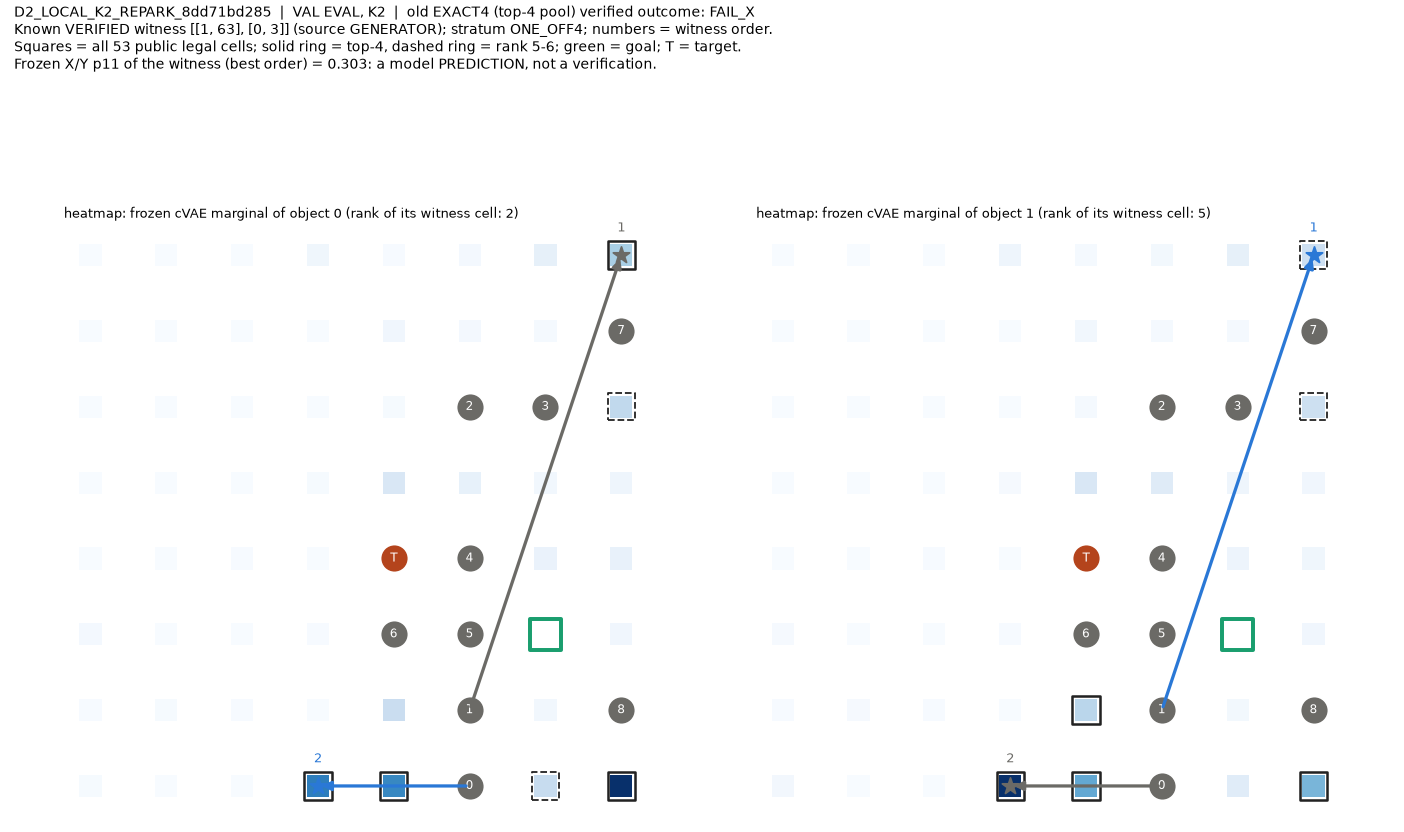 D2_LOCAL_K2_REPARK_8dd71bd285 | VAL EVAL, K2 | old EXACT4 (top-4 pool) verified outcome: FAIL_X
Known VERIFIED witness [[1, 63], [0, 3]] (source GENERATOR); stratum ONE_OFF4; numbers = witness order.
Squares = all 53 public legal cells; solid ring = top-4, dashed ring = rank 5-6; green = goal; T = target.
Frozen X/Y p11 of the witness (best order) = 0.303: a model PREDICTION, not a verification.
heatmap: frozen cVAE marginal of object 0 (rank of its witness cell: 2)
1
7
2 3
T 4
6 5
1 8
2
0
heatmap: frozen cVAE marginal of object 1 (rank of its witness cell: 5)
1
7
2 3
T 4
6 5
1 8
2
0